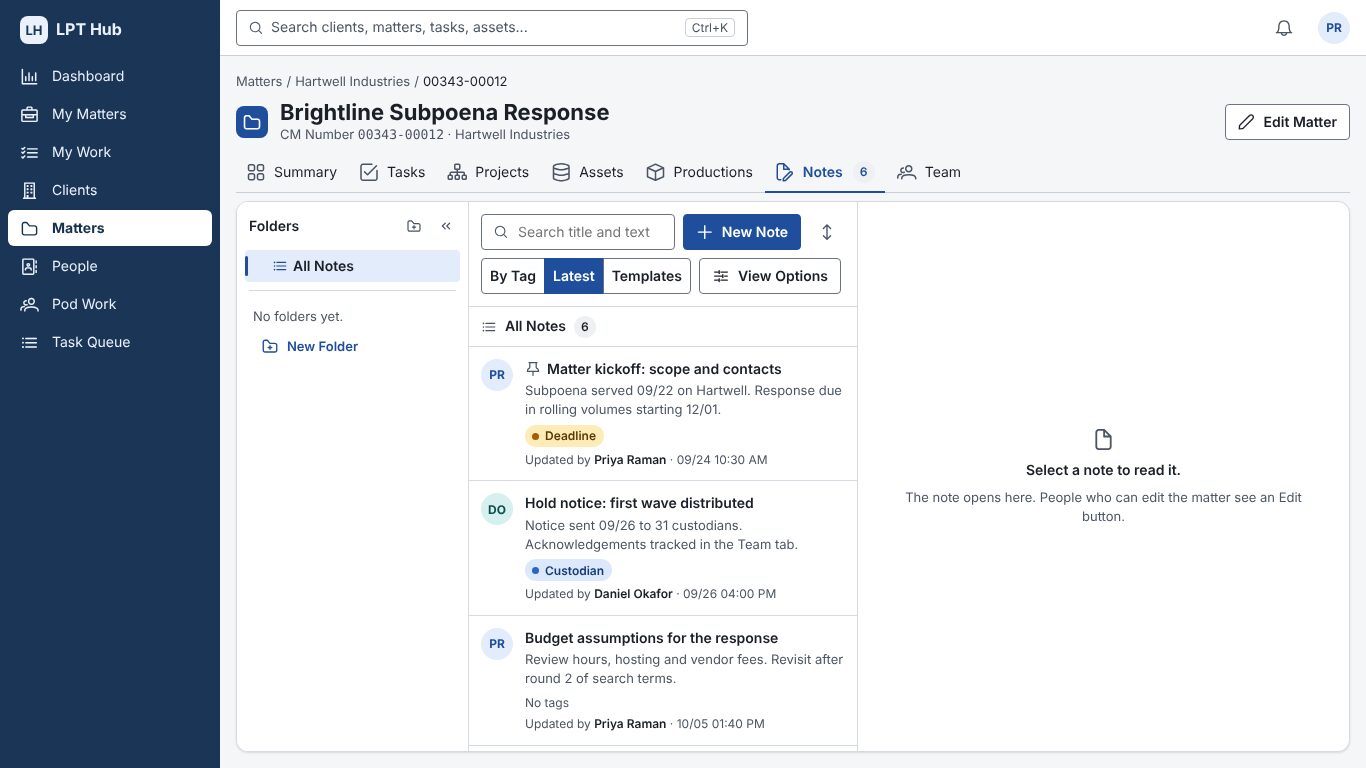 LH LPT Hub
Dashboard
My Matters
My Work
Clients
Matters
People
Pod Work
Task Queue
Search clients, matters, tasks, assets... Ctrl+K
PR
Matters / Hartwell Industries / 00343-00012
Brightline Subpoena Response
CM Number 00343-00012 · Hartwell Industries
Edit Matter
Summary Tasks Projects Assets Productions Notes 6 Team
Folders
All Notes
No folders yet.
New Folder
Search title and text
New Note
By Tag Latest Templates View Options
All Notes 6
PR
Matter kickoff: scope and contacts
Subpoena served 09/22 on Hartwell. Response due
in rolling volumes starting 12/01.
Deadline
Updated by Priya Raman · 09/24 10:30 AM
DO
Hold notice: first wave distributed
Notice sent 09/26 to 31 custodians.
Acknowledgements tracked in the Team tab.
Custodian
Updated by Daniel Okafor · 09/26 04:00 PM
PR
Budget assumptions for the response
Review hours, hosting and vendor fees. Revisit after
round 2 of search terms.
No tags
Updated by Priya Raman · 10/05 01:40 PM
Select a note to read it.
The note opens here. People who can edit the matter see an Edit
button.